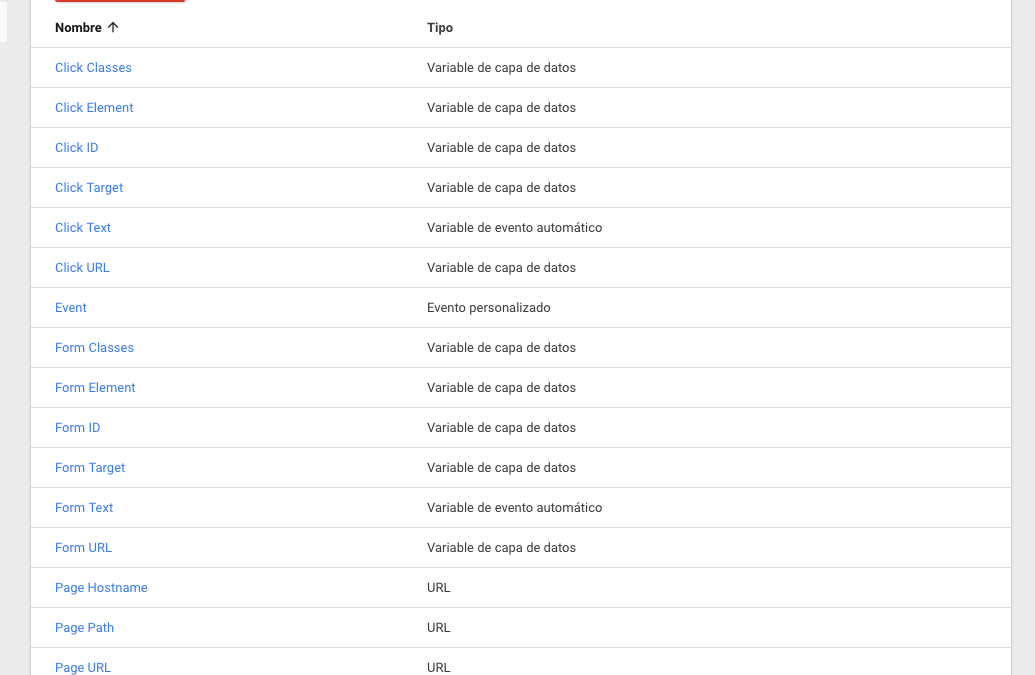 Nombre ↑ Tipo
Click Classes Variable de capa de datos
Click Element Variable de capa de datos
Click ID Variable de capa de datos
Click Target Variable de capa de datos
Click Text Variable de evento automático
Click URL Variable de capa de datos
Event Evento personalizado
Form Classes Variable de capa de datos
Form Element Variable de capa de datos
Form ID Variable de capa de datos
Form Target Variable de capa de datos
Form Text Variable de evento automático
Form URL Variable de capa de datos
Page Hostname URL
Page Path URL
Page URL URL